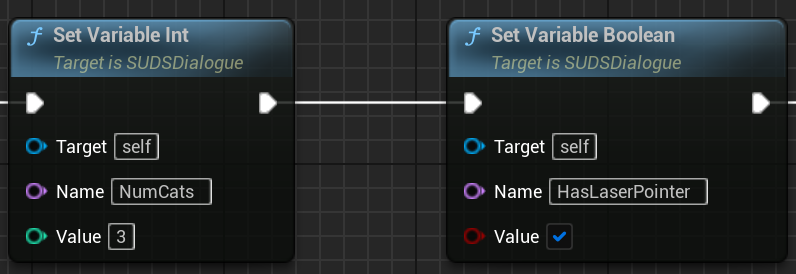 Set Variable Int
Target is SUDSDialogue
Target self
Name NumCats
Value 3
Set Variable Boolean
Target is SUDSDialogue
Target self
Name HasLaserPointer
Value